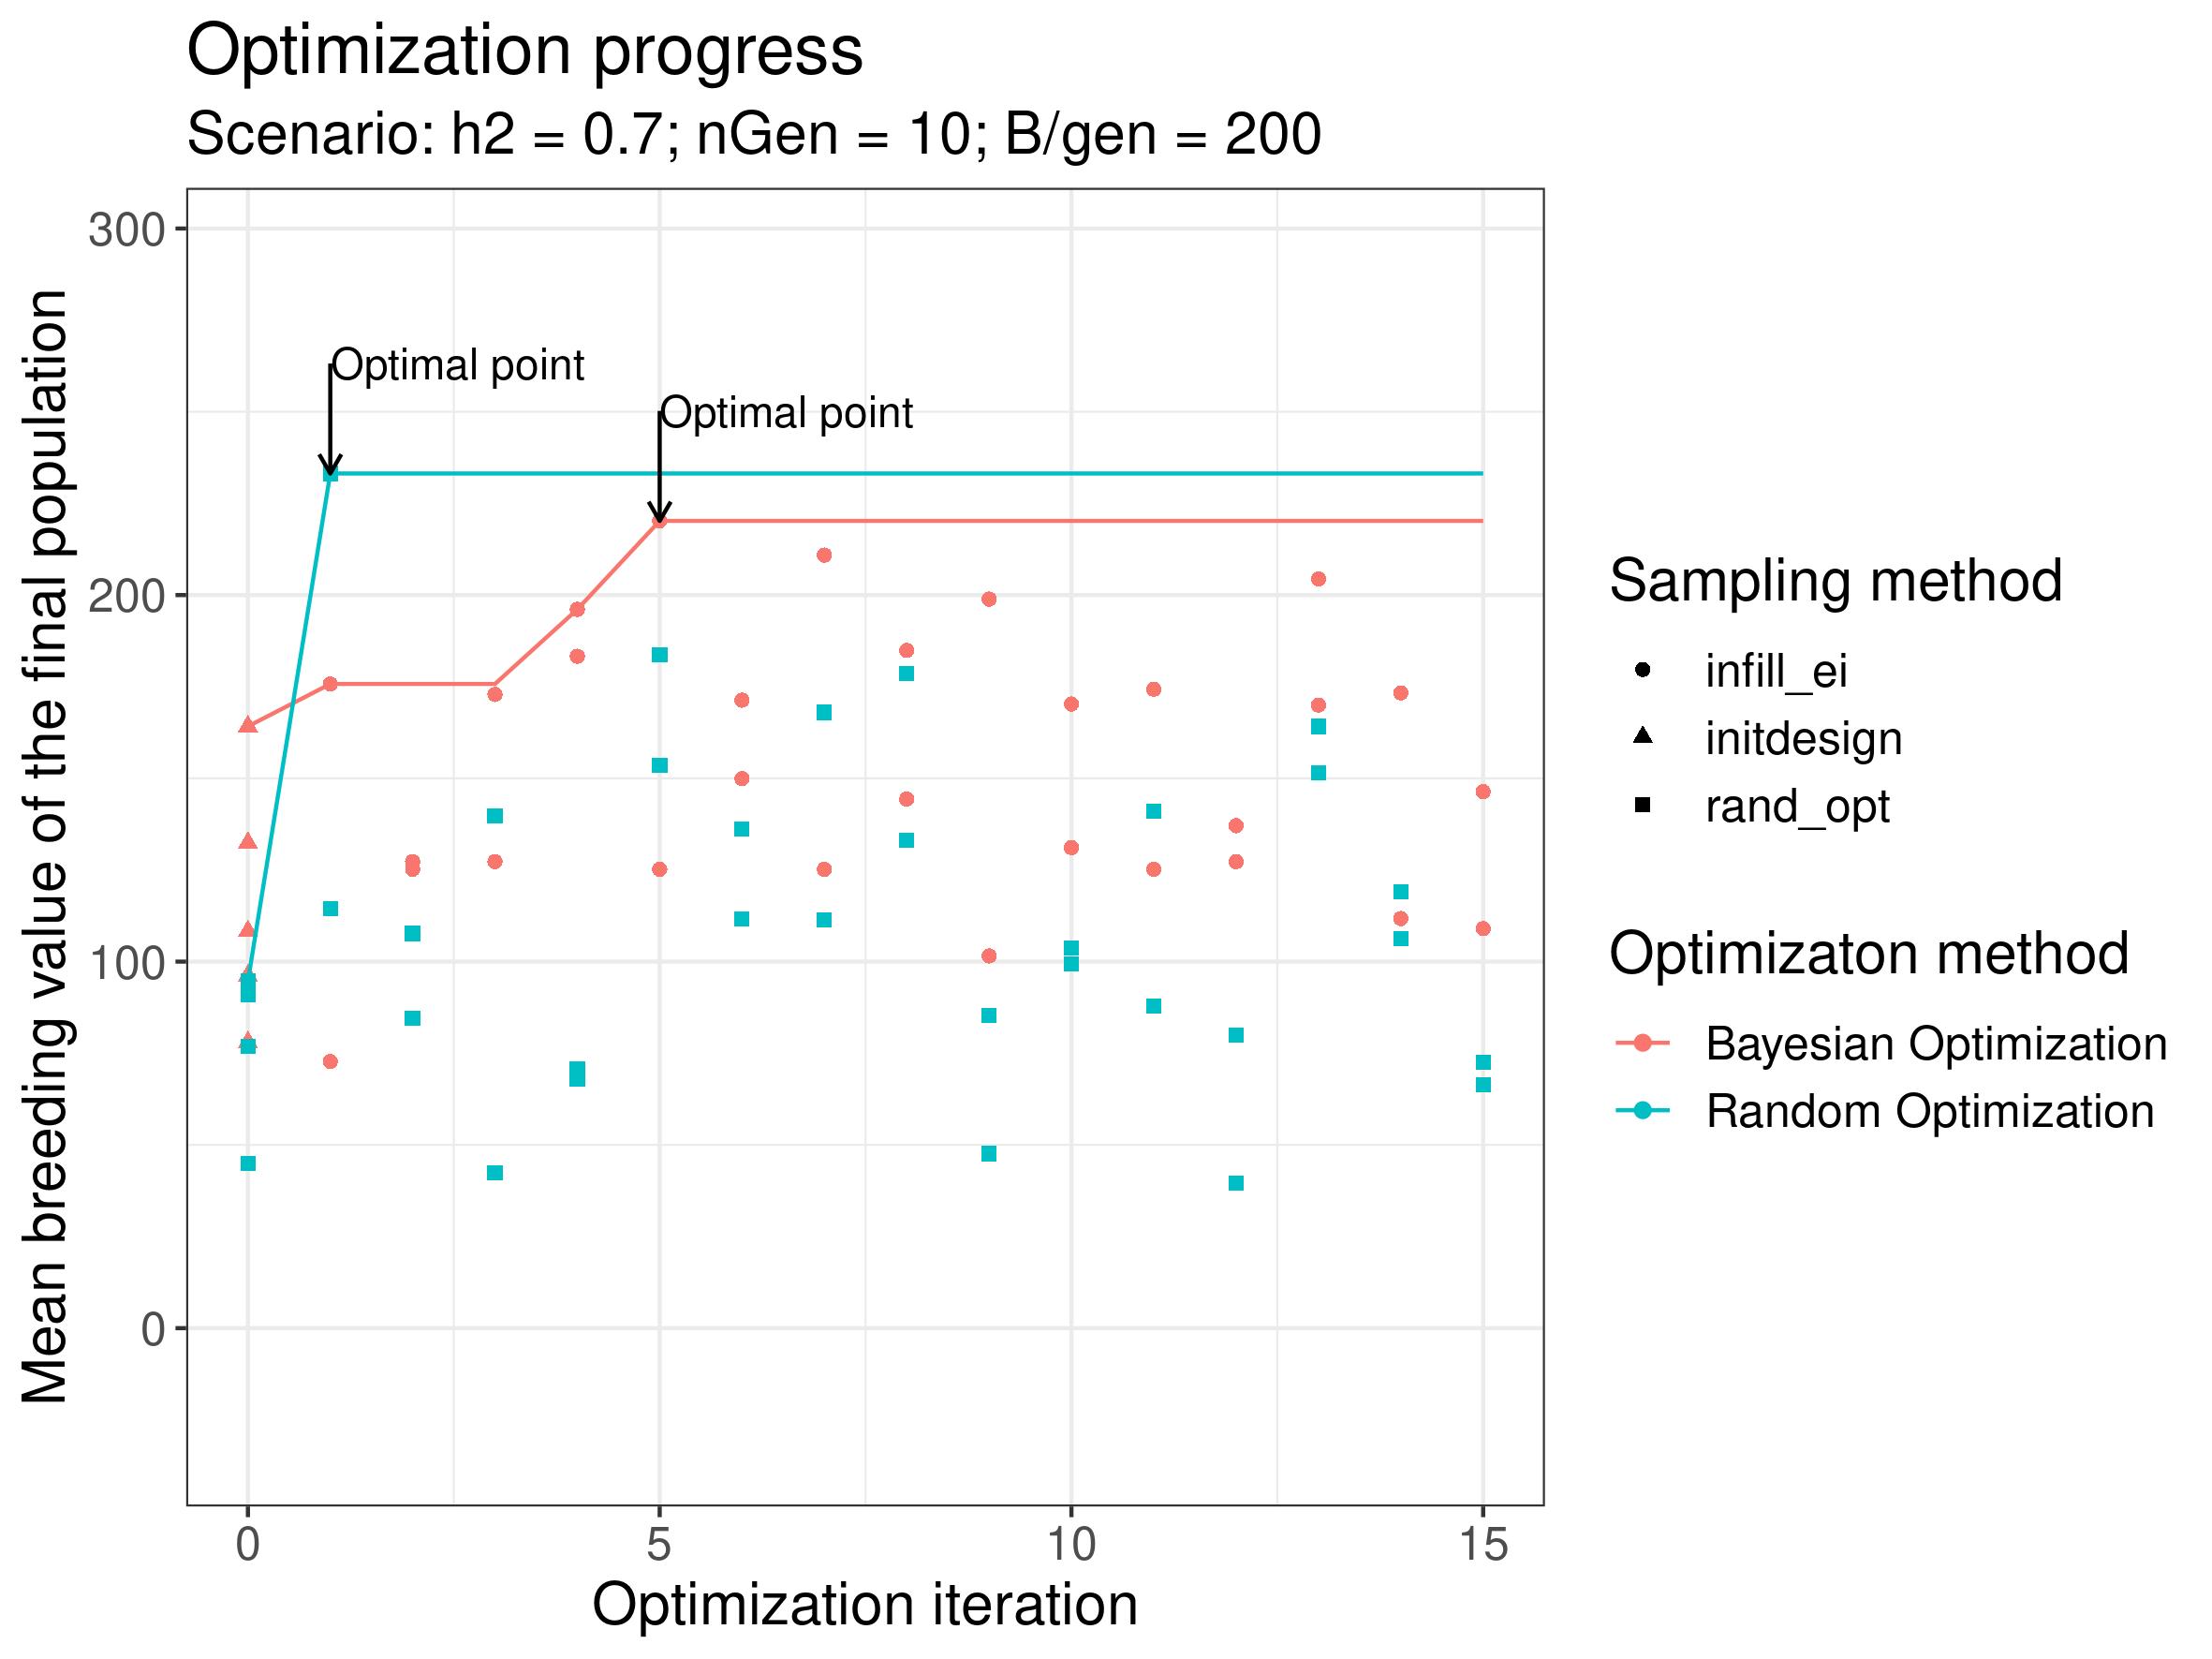 Optimization progress
Scenario: h2 = 0.7; nGen = 10; B/gen = 200
Mean breeding value of the final population
300
200
100
0
Optimal point
Optimal point
0
5
10
15
Optimization iteration
Sampling method
infill_ei
initdesign
rand_opt
Optimizaton method
Bayesian Optimization
Random Optimization